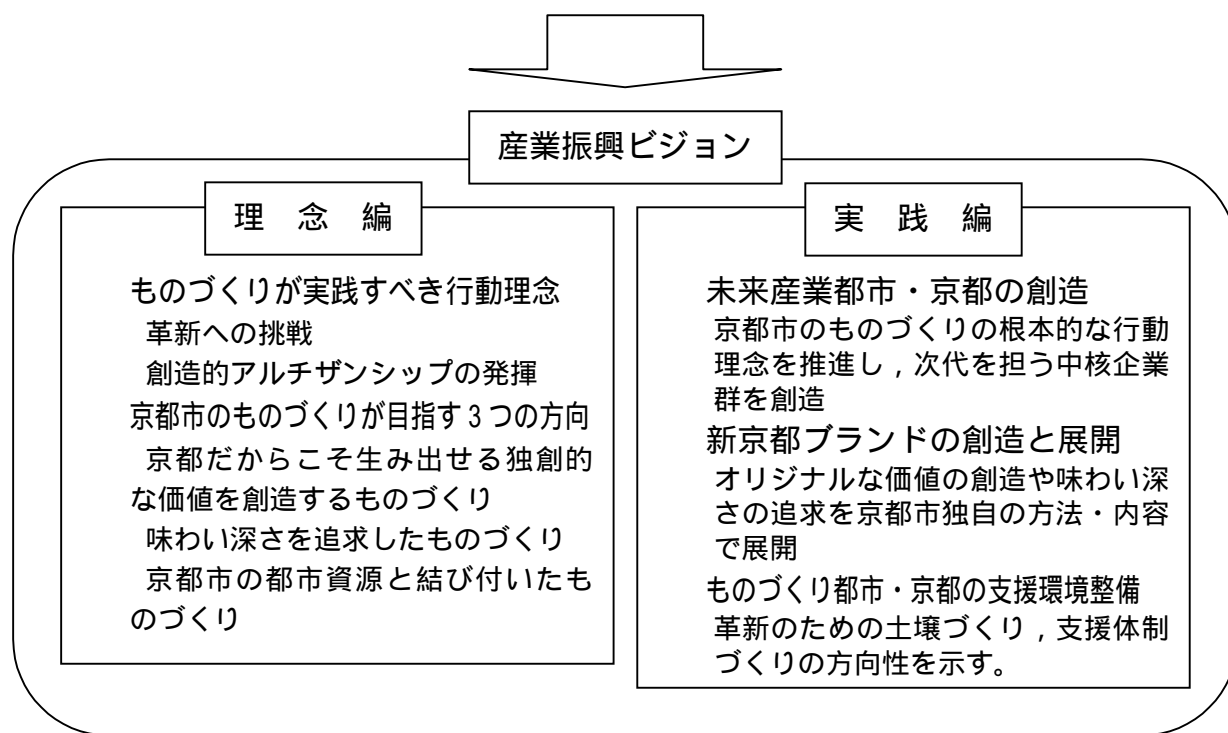 産業振興ビジョン
理 念 編
ものづくりが実践すべき行動理念
革新への挑戦
創造的アルチザンシップの発揮
京都市のものづくりが目指す3つの方向
京都だからこそ生み出せる独創的
な価値を創造するものづくり
味わい深さを追求したものづくり
京都市の都市資源と結び付いたも
のづくり
実 践 編
未来産業都市・京都の創造
京都市のものづくりの根本的な行動
理念を推進し,次代を担う中核企業
群を創造
新京都ブランドの創造と展開
オリジナルな価値の創造や味わい深
さの追求を京都市独自の方法・内容
で展開
ものづくり都市・京都の支援環境整備
革新のための土壌づくり,支援体制
づくりの方向性を示す。